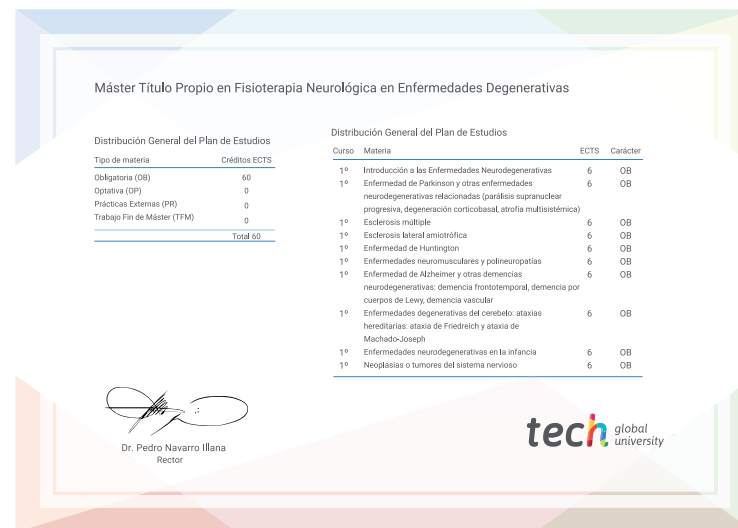 Máster Título Propio en Fisioterapia Neurológica en Enfermedades Degenerativas
Distribución General del Plan de Estudios
Tipo de materia Créditos ECTS
Obligatoria (OB) 60
Optativa (OP) 0
Prácticas Externas (PR) 0
Trabajo Fin de Máster (TFM) 0
Total 60
Distribución General del Plan de Estudios
Curso Materia ECTS Carácter
1º Introducción a las Enfermedades Neurodegenerativas 6 OB
1º Enfermedad de Parkinson y otras enfermedades 6 OB
neurodegenerativas relacionadas (parálisis supranuclear
progresiva, degeneración corticobasal, atrofia multisistémica)
1º Esclerosis múltiple 6 OB
1º Esclerosis lateral amiotrófica 6 OB
1º Enfermedad de Huntington 6 OB
1º Enfermedades neuromusculares y polineuropatías 6 OB
1º Enfermedad de Alzheimer y otras demencias 6 OB
neurodegenerativas: demencia frontotemporal, demencia por
cuerpos de Lewy, demencia vascular
1º Enfermedades degenerativas del cerebelo: ataxias 6 OB
hereditarias: ataxia de Friedreich y ataxia de
Machado-Joseph
1º Enfermedades neurodegenerativas en la infancia 6 OB
1º Neoplasias o tumores del sistema nervioso 6 OB
Dr. Pedro Navarro Illana
Rector
tech global
university